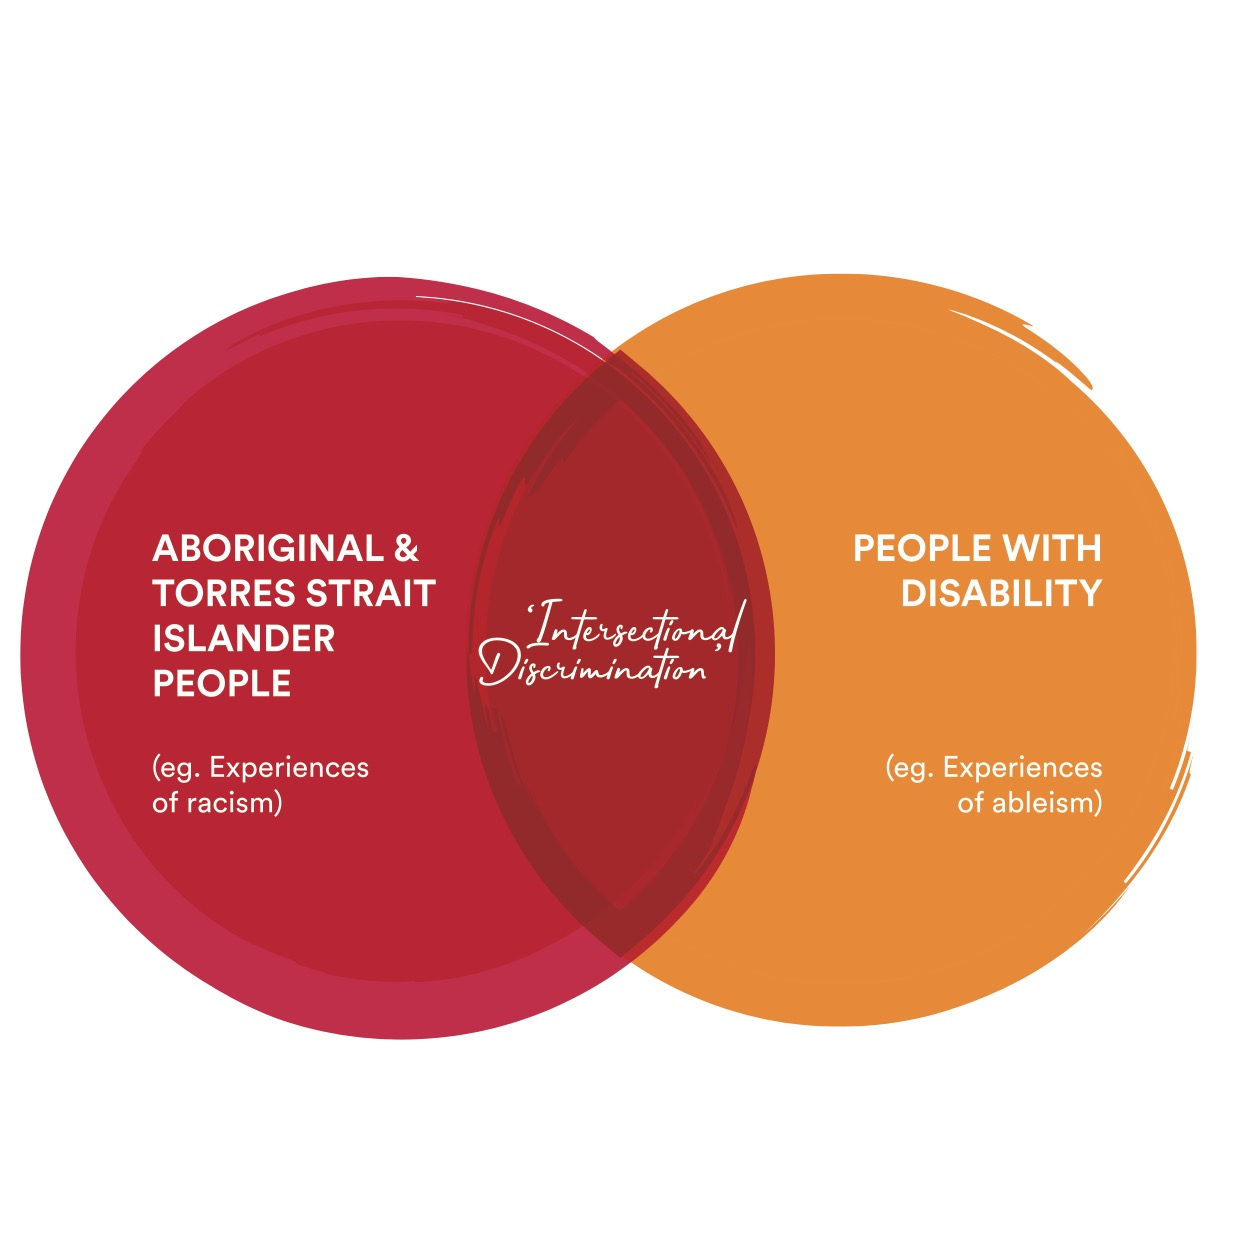 ABORIGINAL &
TORRES STRAIT
ISLANDER
PEOPLE
(eg. Experiences
of racism)
‘Intersectional
Discrimination’
PEOPLE WITH
DISABILITY
(eg. Experiences
of ableism)